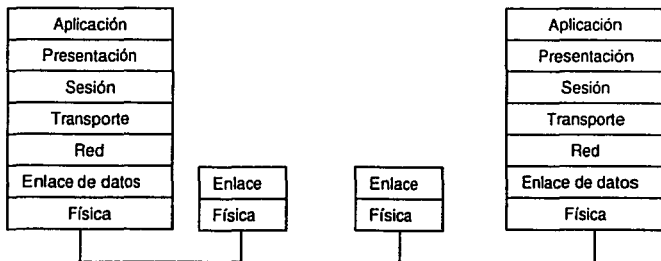 Aplicación
Presentación
Sesión
Transporte
Red
Enlace de datos
Física
Enlace
Física
Enlace
Física
Aplicación
Presentación
Sesión
Transporte
Red
Enlace de datos
Física